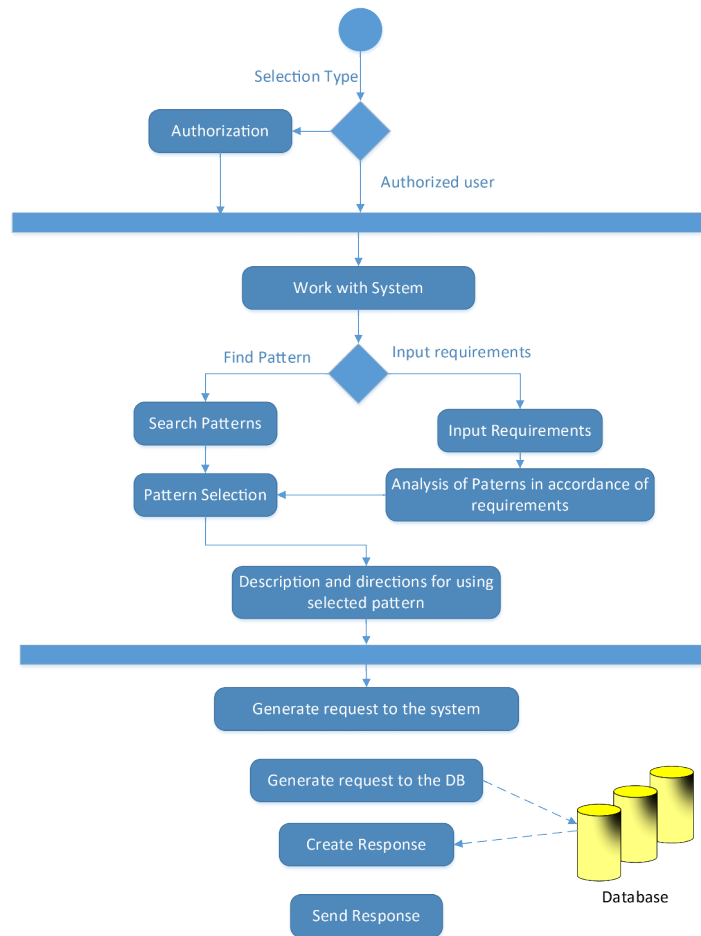 Selection Type
Authorization
Authorized user
Work with System
Find Pattern
Input requirements
Search Patterns
Input Requirements
Pattern Selection
Analysis of Paterns in accordance of
requirements
Description and directions for using
selected pattern
Generate request to the system
Generate request to the DB
Create Response
Database
Send Response